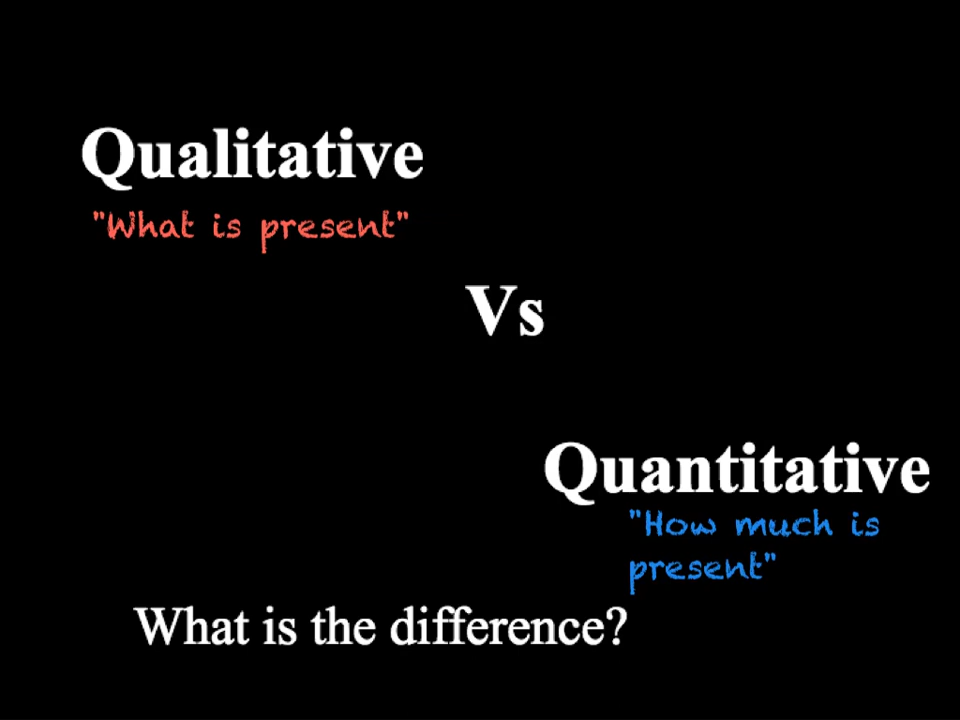 Qualitative
"What is present"
Vs
Quantitative
"How much is
present"
What is the difference?